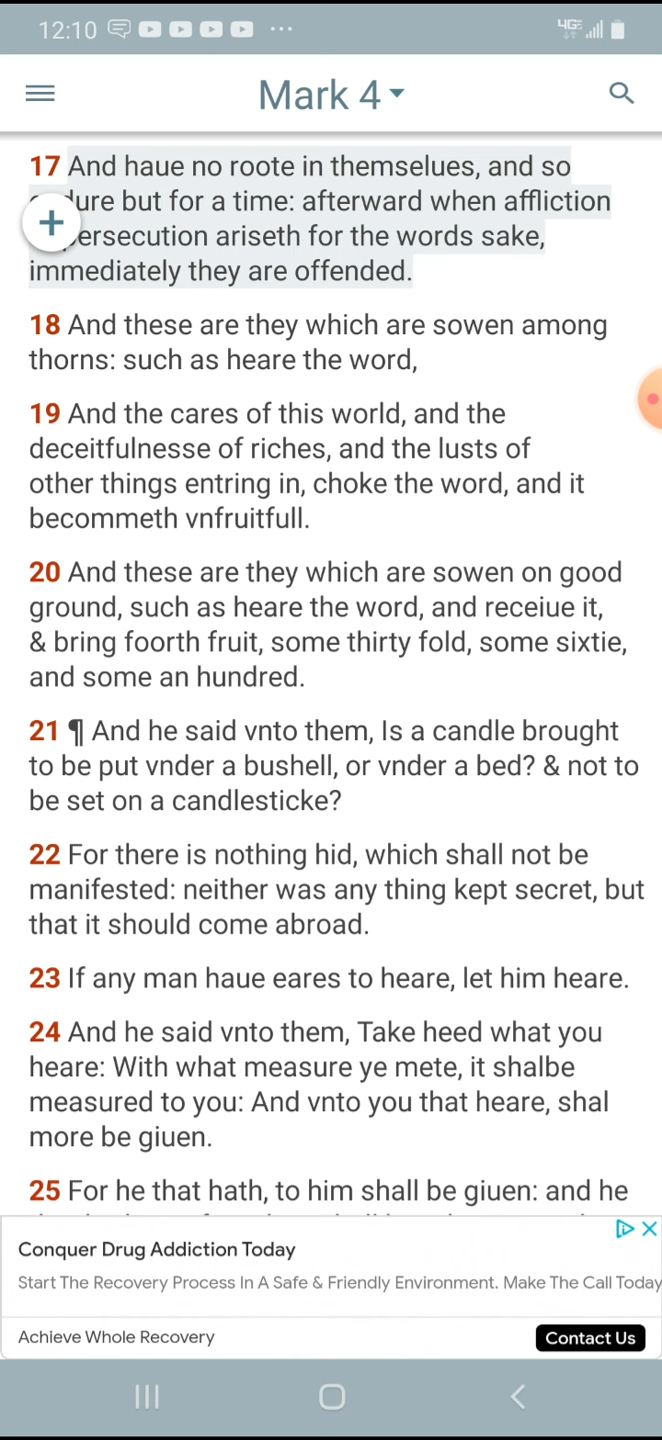 12:10
4GE
Mark 4
17 And haue no roote in themselues, and so
dure but for a time: afterward when affliction
ersecution ariseth for the words sake,
immediately they are offended.
18 And these are they which are sowen among
thorns: such as heare the word,
19 And the cares of this world, and the
deceitfulnesse of riches, and the lusts of
other things entring in, choke the word, and it
becommeth vnfruitfull.
20 And these are they which are sowen on good
ground, such as heare the word, and receiue it,
& bring foorth fruit, some thirty fold, some sixtie,
and some an hundred.
21 ¶ And he said vnto them, Is a candle brought
to be put vnder a bushell, or vnder a bed? & not to
be set on a candlesticke?
22 For there is nothing hid, which shall not be
manifested: neither was any thing kept secret, but
that it should come abroad.
23 If any man haue eares to heare, let him heare.
24 And he said vnto them, Take heed what you
heare: With what measure ye mete, it shalbe
measured to you: And vnto you that heare, shal
more be giuen.
25 For he that hath, to him shall be giuen: and he
Conquer Drug Addiction Today
Start The Recovery Process In A Safe & Friendly Environment. Make The Call Today
Achieve Whole Recovery
Contact Us